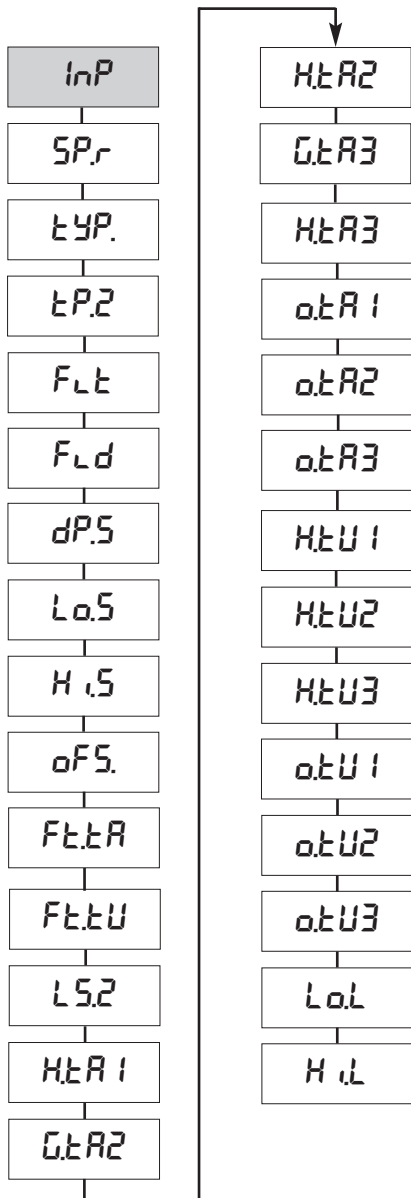 InP
SP.r
tYP.
tP.2
FLt
FLd
dP.S
Lo.S
Hi.S
oFS.
Ft.tA
Ft.tU
LS.2
H.tA1
G.tA2
H.tA2
G.tA3
H.tA3
o.tA1
o.tA2
o.tA3
H.tU1
H.tU2
H.tU3
o.tU1
o.tU2
o.tU3
Lo.L
Hi.L